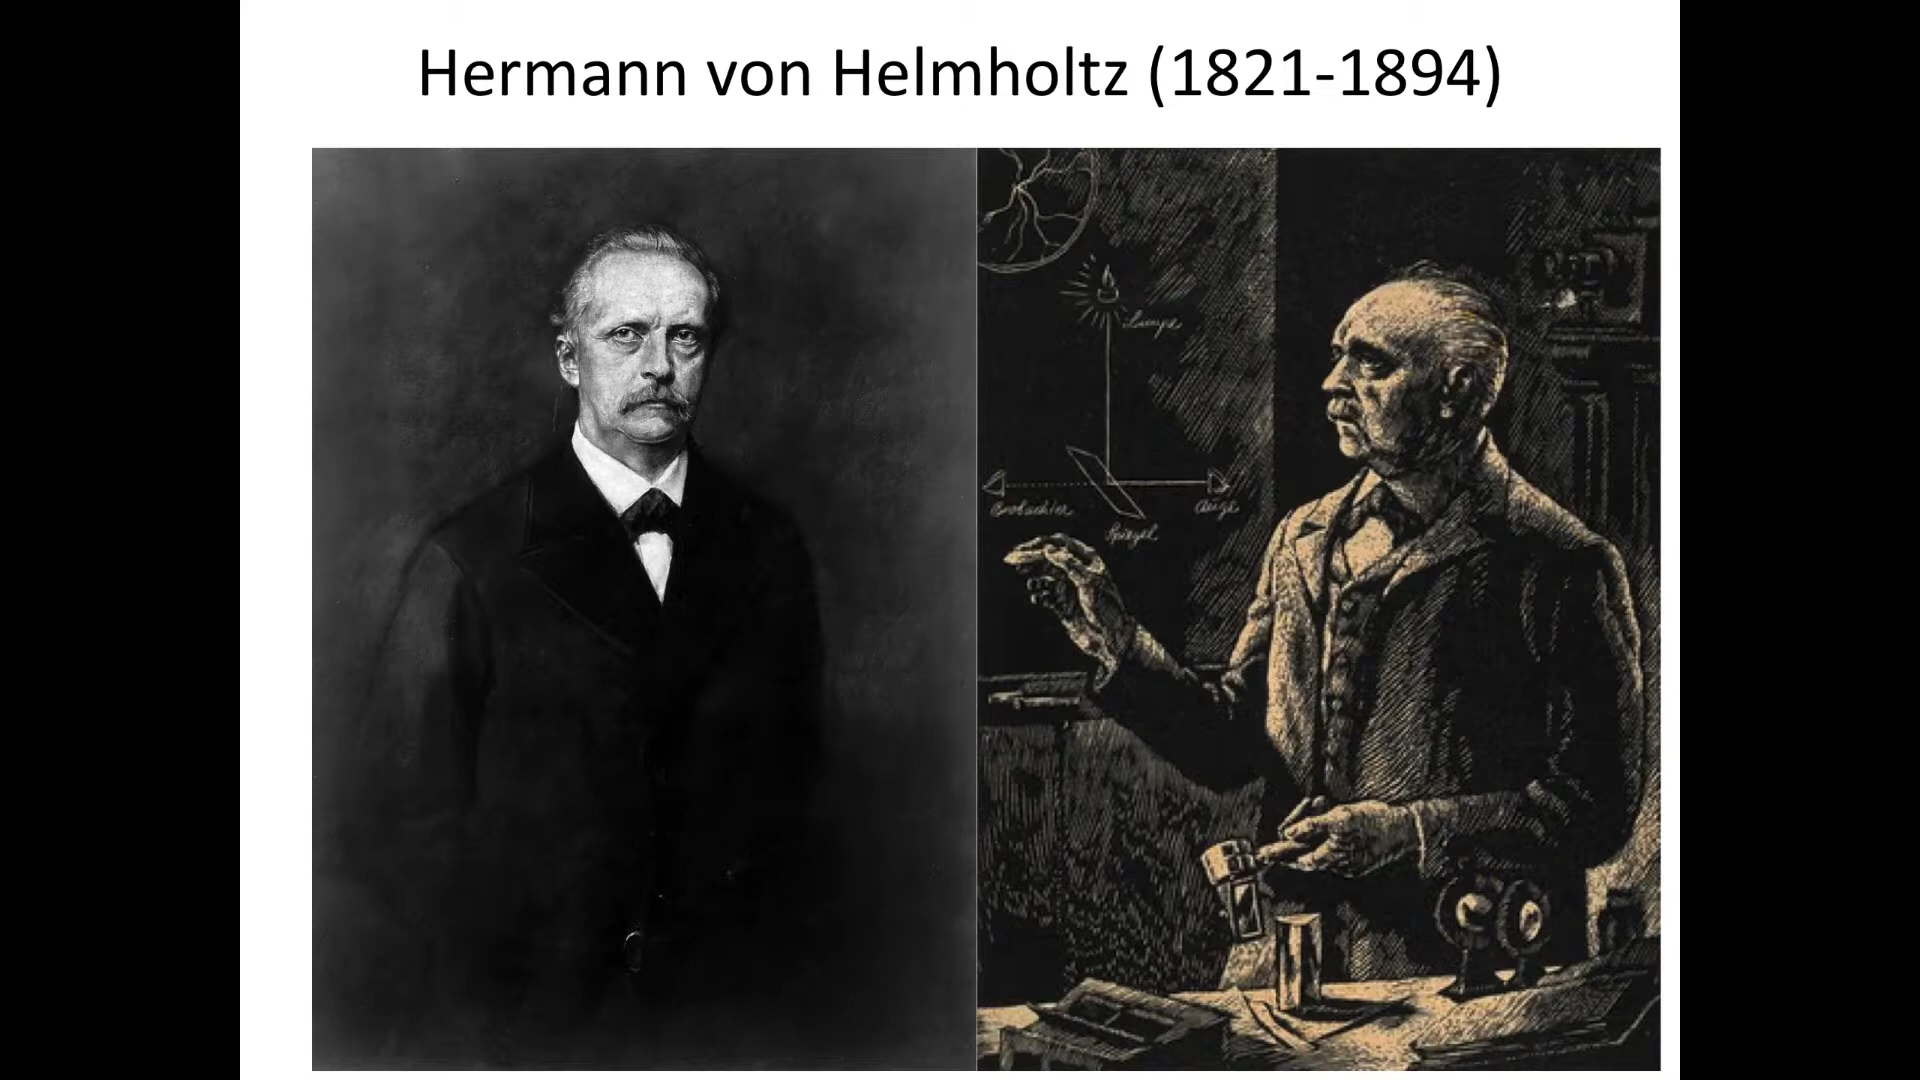 Hermann von Helmholtz (1821-1894)
Lampe
Beobachter
Auge
Spiegel